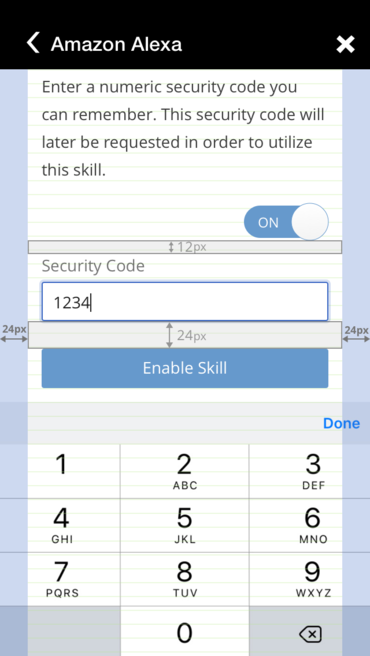 Amazon Alexa
Enter a numeric security code you
can remember. This security code will
later be requested in order to utilize
this skill.
ON
12px
Security Code
1234
24px
24px
24px
Enable Skill
Done
1
2
ABC
3
DEF
4
GHI
5
JKL
6
MNO
7
PQRS
8
TUV
9
WXYZ
0